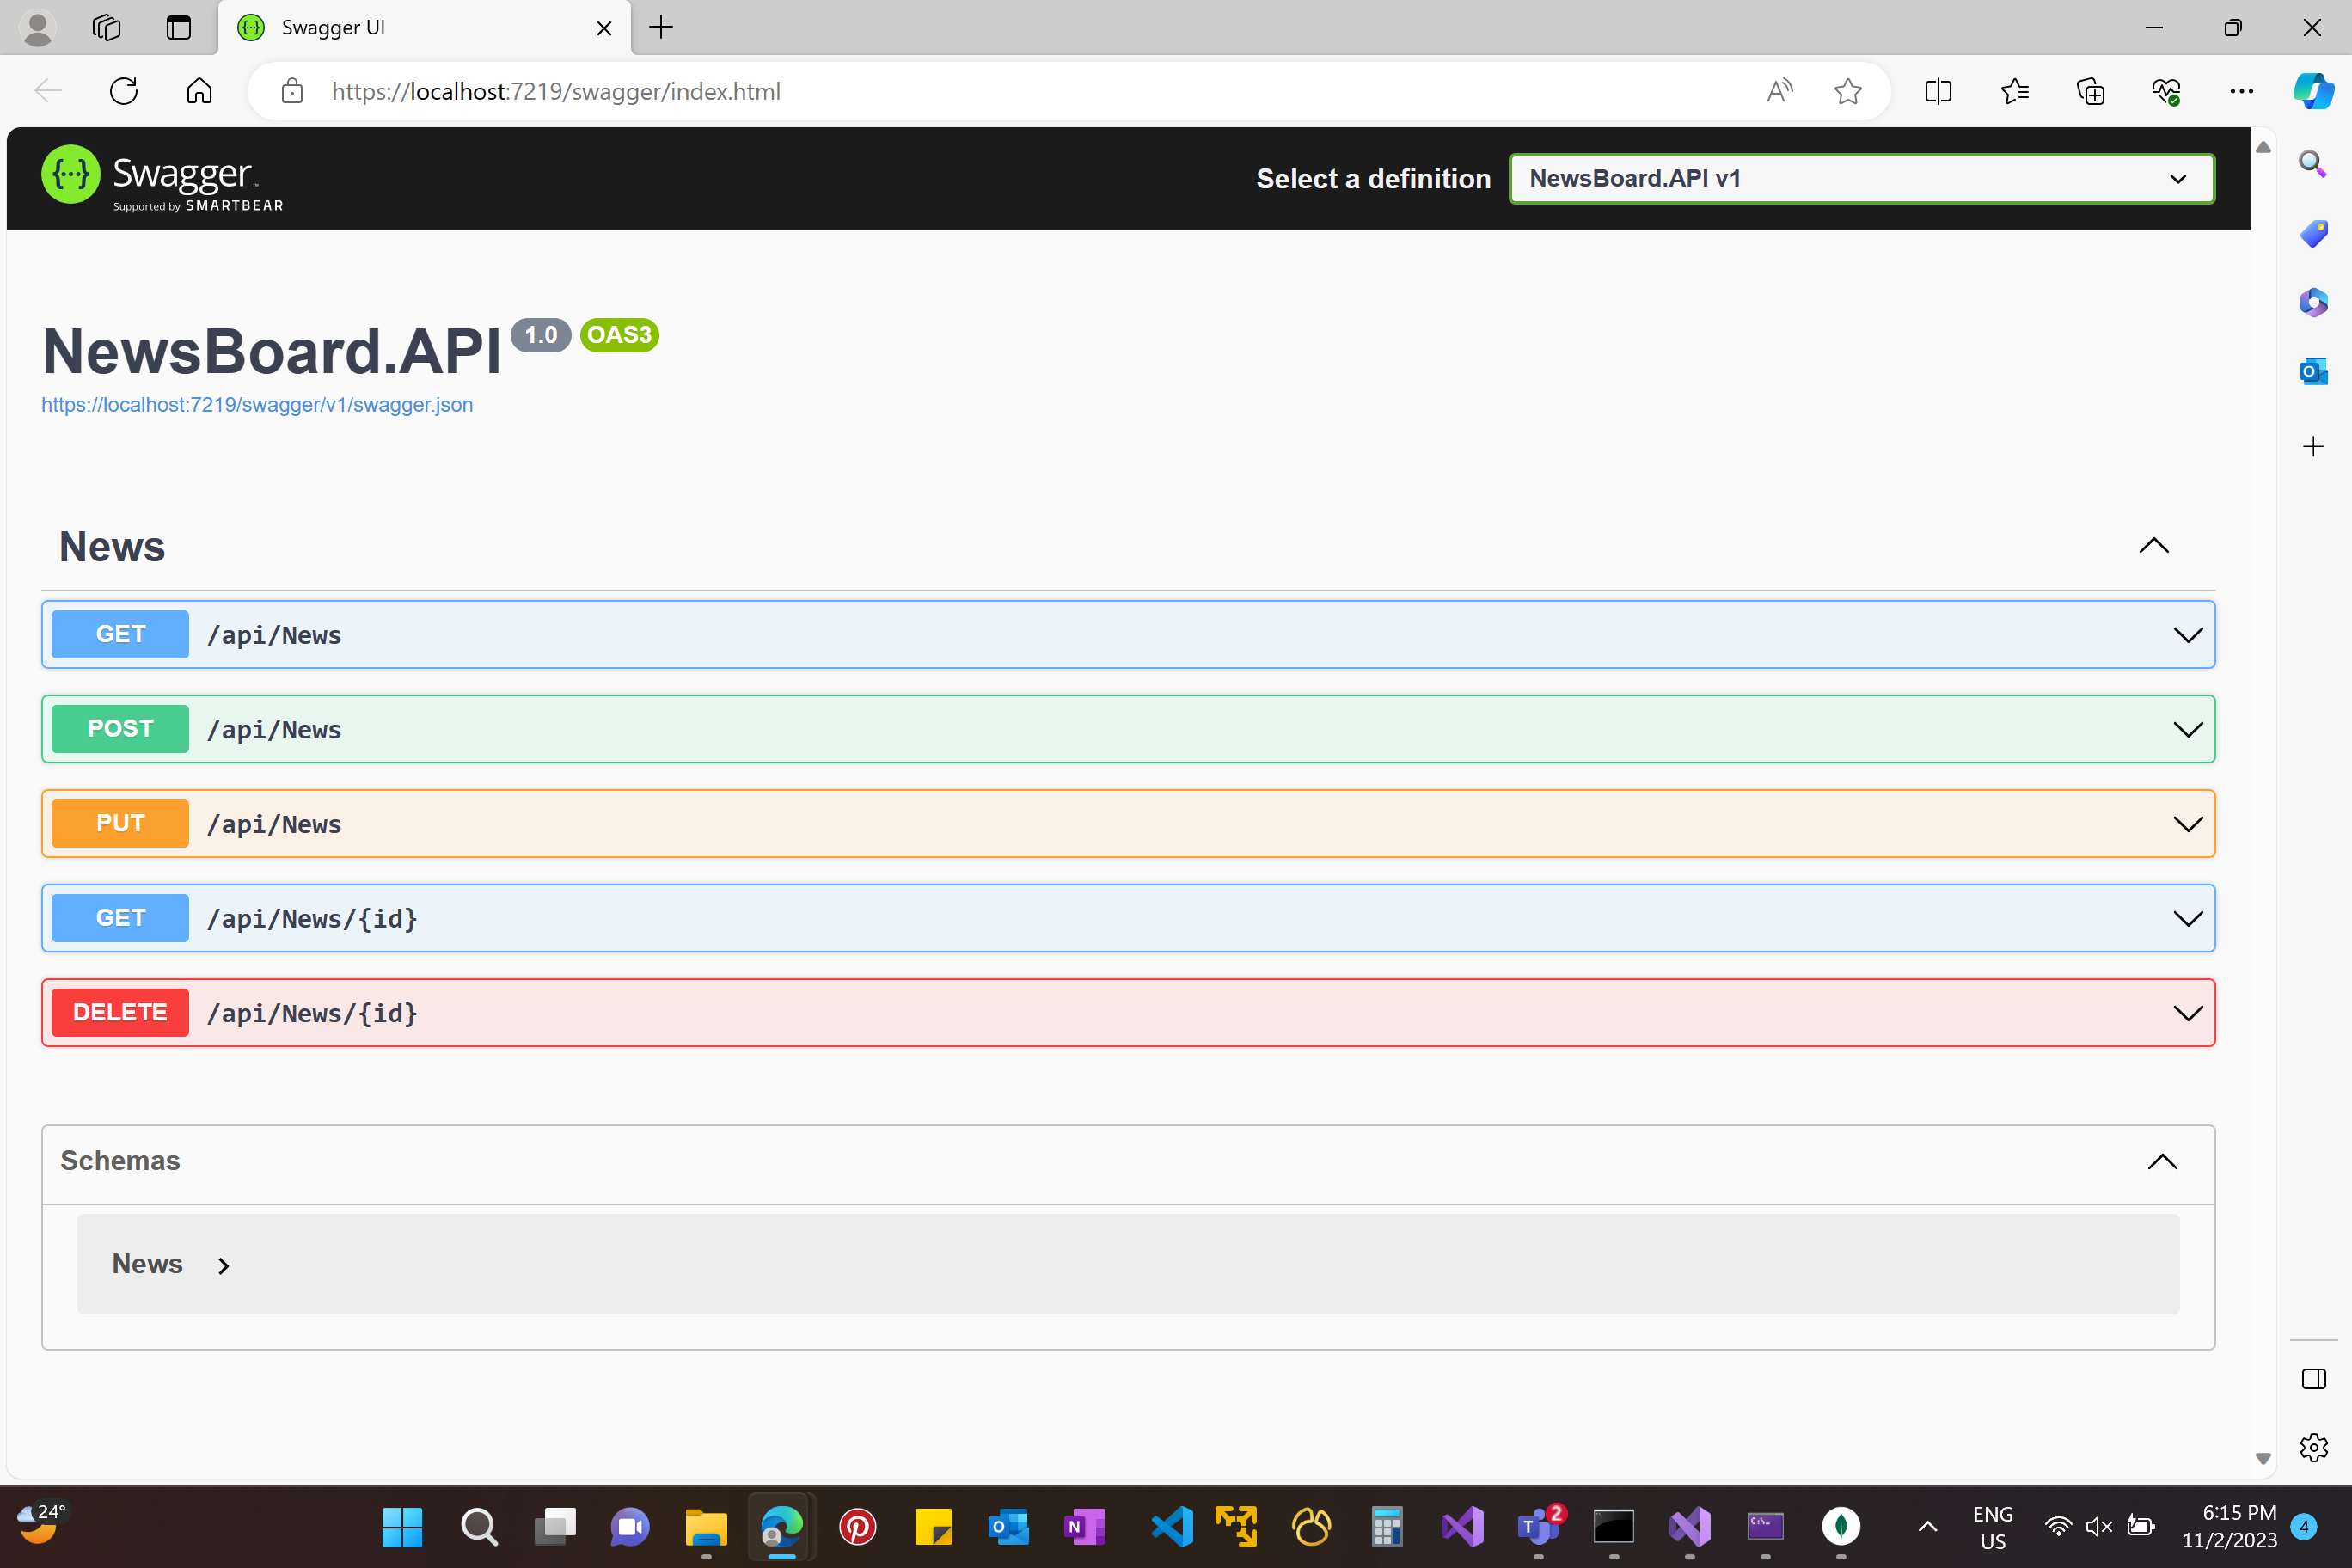 Swagger UI
https://localhost:7219/swagger/index.html
Swagger
Supported by SMARTBEAR
Select a definition
NewsBoard.API v1
NewsBoard.API 1.0 OAS3
https://localhost:7219/swagger/v1/swagger.json
News
GET /api/News
POST /api/News
PUT /api/News
GET /api/News/{id}
DELETE /api/News/{id}
Schemas
News
24°
2
ENG
US
6:15 PM
11/2/2023
4